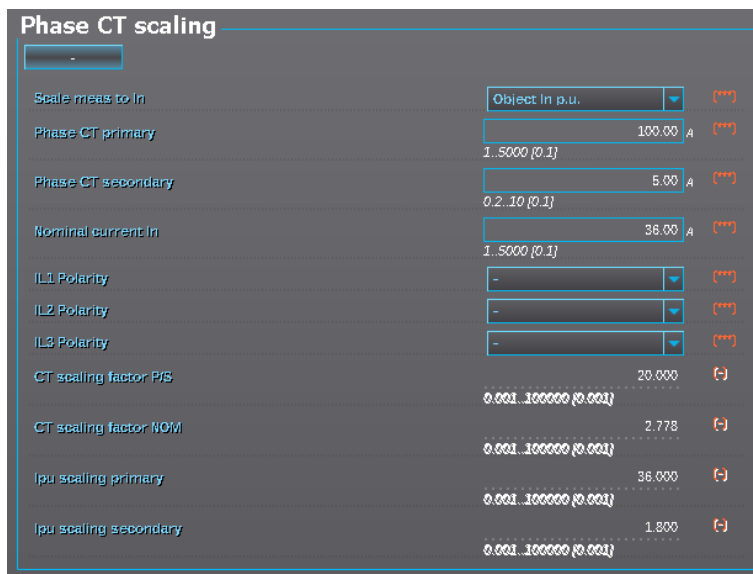 Phase CT scaling
-
Scale meas to In Object In p.u. (***)
Phase CT primary 100.00 A (***)
1..5000 [0.1]
Phase CT secondary 5.00 A (***)
0.2..10 [0.1]
Nominal current In 36.00 A (***)
1..5000 [0.1]
IL1 Polarity - (***)
IL2 Polarity - (***)
IL3 Polarity - (***)
CT scaling factor P/S 20.000 (-)
0.001..100000 [0.001]
CT scaling factor NOM 2.778 (-)
0.001..100000 [0.001]
Ipu scaling primary 36.000 (-)
0.001..100000 [0.001]
Ipu scaling secondary 1.800 (-)
0.001..100000 [0.001]